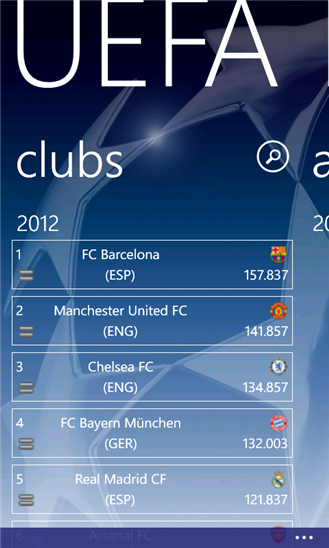 UEFA
clubs
a
2012
20
1
FC Barcelona
(ESP)
157.837
2
Manchester United FC
(ENG)
141.857
3
Chelsea FC
(ENG)
134.857
4
FC Bayern München
(GER)
132.003
5
Real Madrid CF
(ESP)
121.837
6
Arsenal FC